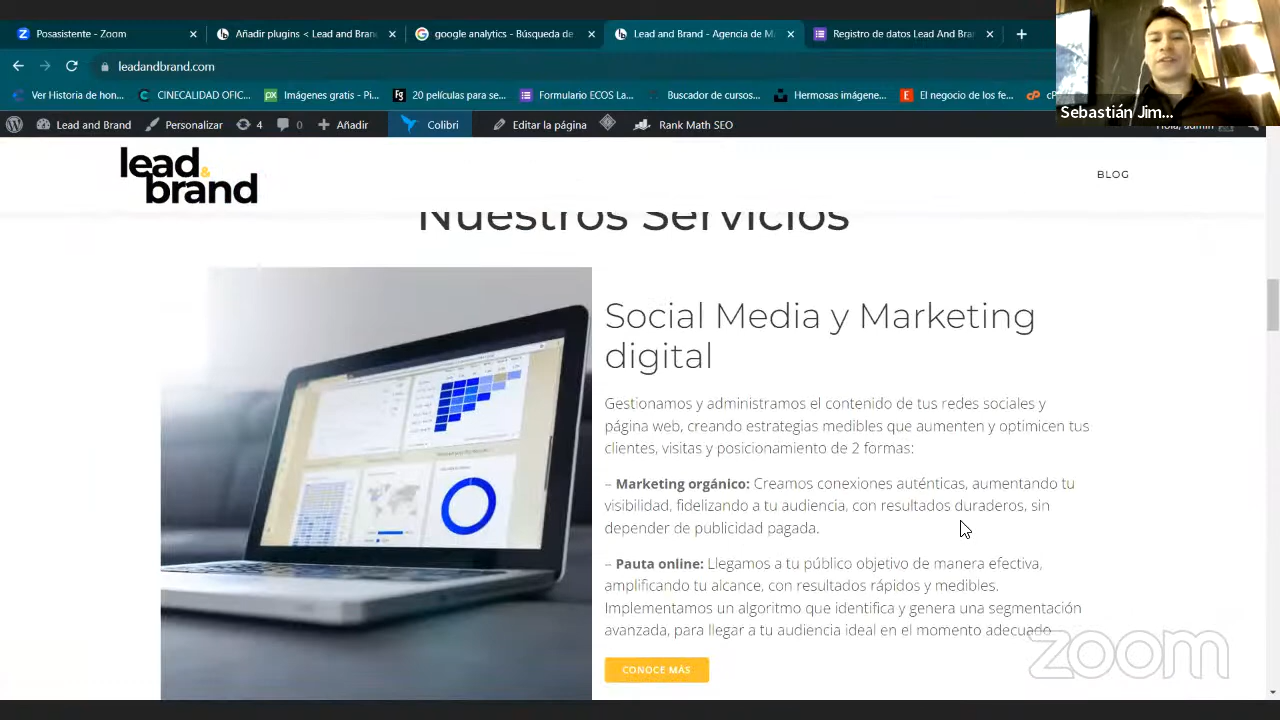 Posasistente - Zoom
Añadir plugins < Lead and Bran
google analytics - Búsqueda de
Lead and Brand - Agencia de M
Registro de datos Lead And Bra
leadandbrand.com
Ver Historia de hon...
CINECALIDAD OFIC...
Imágenes gratis - Pi...
20 películas para se...
Formulario ECOS La...
Buscador de cursos...
Hermosas imágene...
El negocio de los fe...
Sebastián Jim...
Lead and Brand
Personalizar
4
0
Añadir
Colibri
Editar la página
Rank Math SEO
Hola, admin
lead & brand
BLOG
Nuestros Servicios
Social Media y Marketing
digital
Gestionamos y administramos el contenido de tus redes sociales y
página web, creando estrategias medibles que aumenten y optimicen tus
clientes, visitas y posicionamiento de 2 formas:
– Marketing orgánico: Creamos conexiones auténticas, aumentando tu
visibilidad, fidelizando a tu audiencia, con resultados duraderos, sin
depender de publicidad pagada.
– Pauta online: Llegamos a tu público objetivo de manera efectiva,
amplificando tu alcance, con resultados rápidos y medibles.
Implementamos un algoritmo que identifica y genera una segmentación
avanzada, para llegar a tu audiencia ideal en el momento adecuado
CONOCE MÁS
zoom